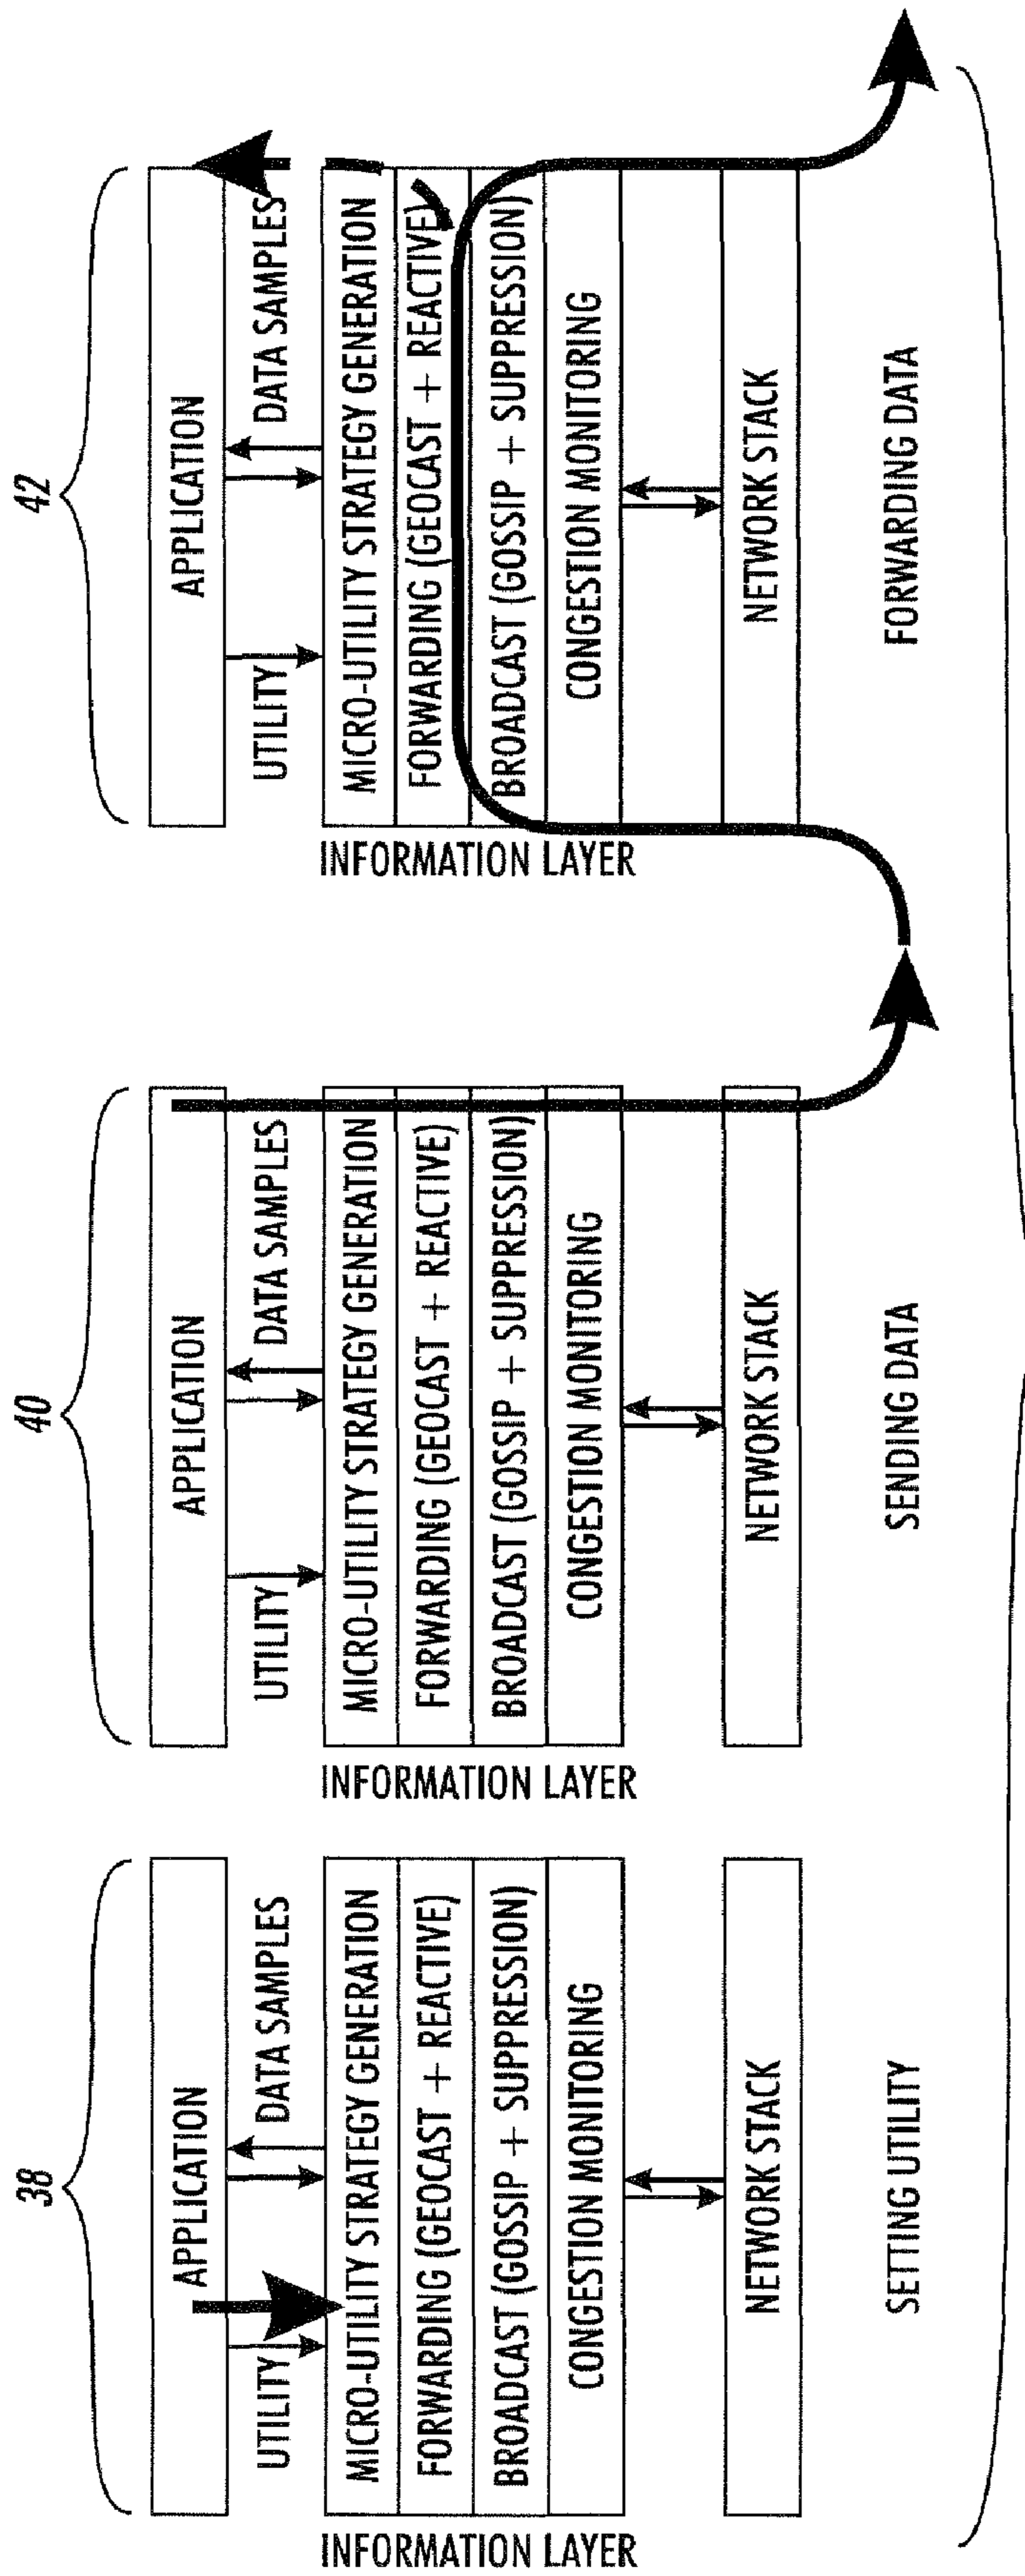 38
APPLICATION
UTILITY
DATA SAMPLES
INFORMATION LAYER
MICRO-UTILITY STRATEGY GENERATION
FORWARDING (GEOCAST + REACTIVE)
BROADCAST (GOSSIP + SUPPRESSION)
CONGESTION MONITORING
NETWORK STACK
SETTING UTILITY
40
APPLICATION
UTILITY
DATA SAMPLES
INFORMATION LAYER
MICRO-UTILITY STRATEGY GENERATION
FORWARDING (GEOCAST + REACTIVE)
BROADCAST (GOSSIP + SUPPRESSION)
CONGESTION MONITORING
NETWORK STACK
SENDING DATA
42
APPLICATION
UTILITY
DATA SAMPLES
INFORMATION LAYER
MICRO-UTILITY STRATEGY GENERATION
FORWARDING (GEOCAST + REACTIVE)
BROADCAST (GOSSIP + SUPPRESSION)
CONGESTION MONITORING
NETWORK STACK
FORWARDING DATA